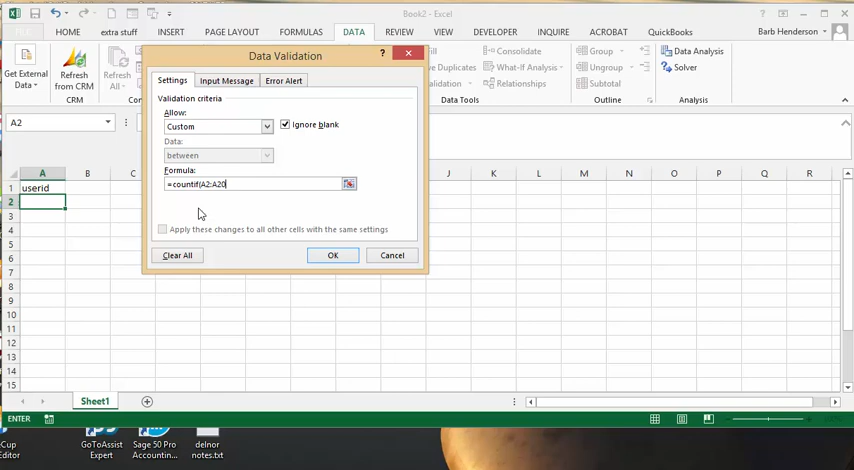 Book2 - Excel
HOME extra stuff INSERT PAGE LAYOUT FORMULAS DATA REVIEW VIEW DEVELOPER INQUIRE ACROBAT QuickBooks Barb Henderson
Get External
Data
Refresh
from CRM
CRM
Refresh
All
Consolidate
What-If Analysis
Relationships
Data Tools
Group
Ungroup
Subtotal
Outline
Data Analysis
Solver
Analysis
Data Validation
?
Settings Input Message Error Alert
Validation criteria
Allow:
Custom
Ignore blank
Data:
between
Formula:
=countif(A2:A20
Apply these changes to all other cells with the same settings
Clear All OK Cancel
A2
A B C J K L M N O P Q R
1 userid
2
3
4
5
6
7
8
9
10
11
12
13
14
15
Sheet1
ENTER
GoToAssist
Expert
Sage 50 Pro
Accounting...
delnor
notes.txt